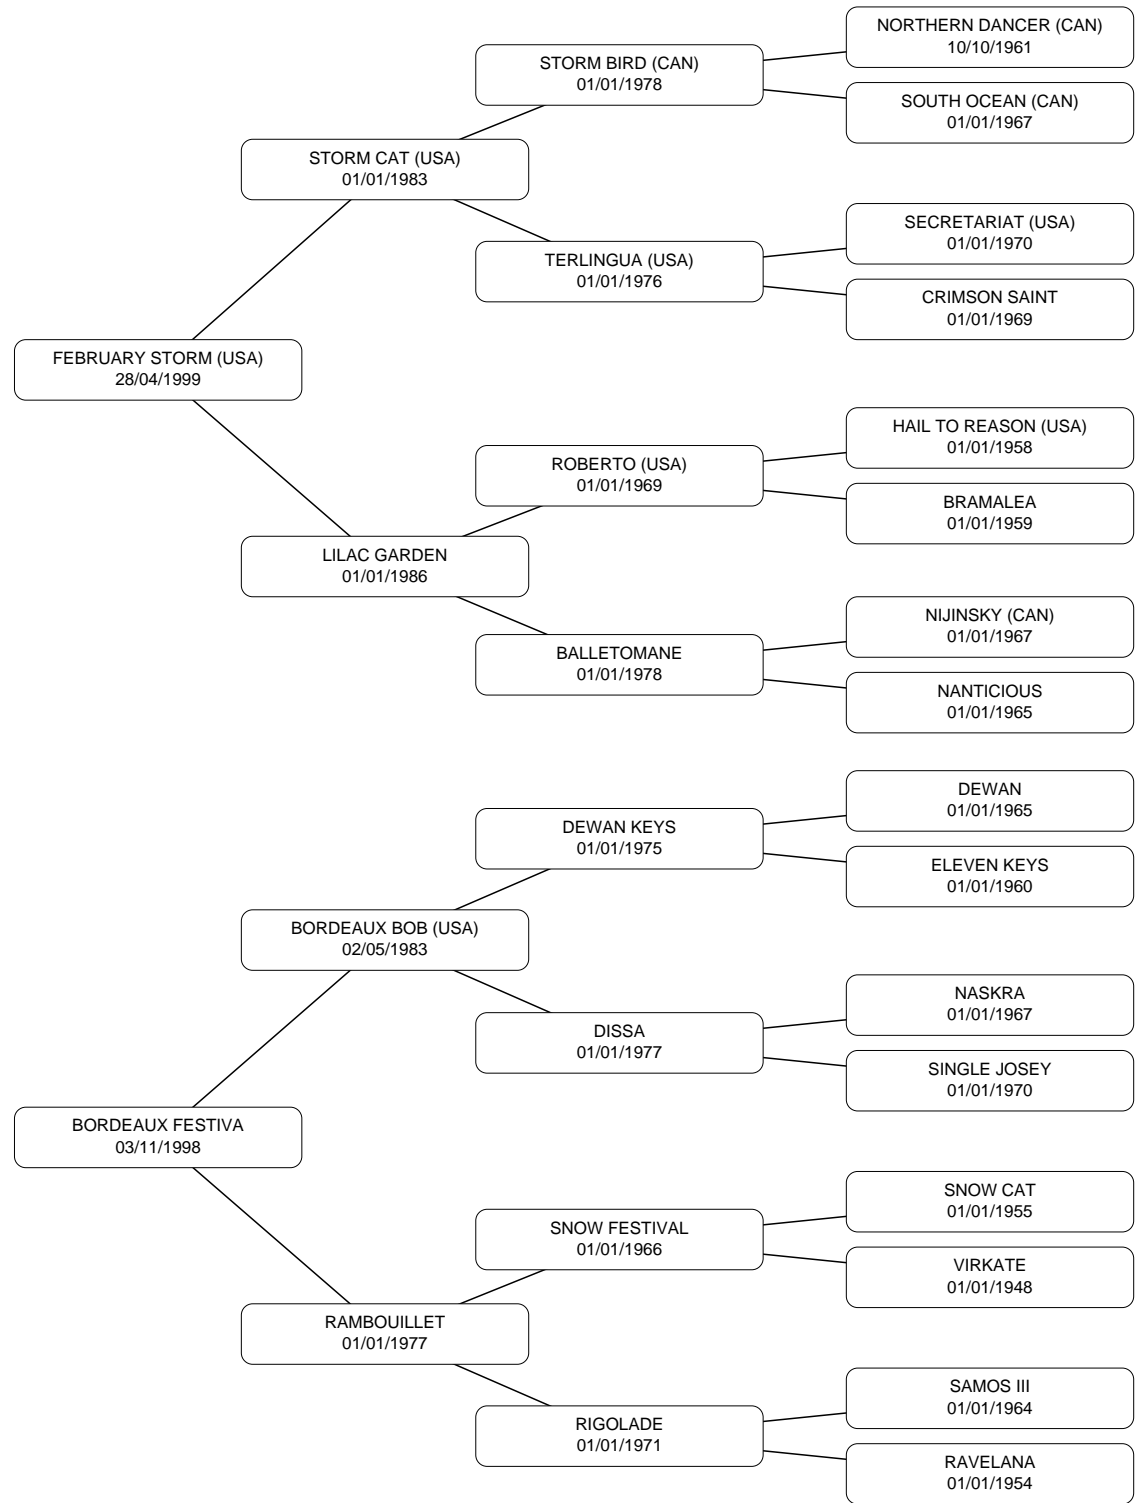 NORTHERN DANCER (CAN)
10/10/1961
STORM BIRD (CAN)
01/01/1978
SOUTH OCEAN (CAN)
01/01/1967
STORM CAT (USA)
01/01/1983
SECRETARIAT (USA)
01/01/1970
TERLINGUA (USA)
01/01/1976
CRIMSON SAINT
01/01/1969
FEBRUARY STORM (USA)
28/04/1999
HAIL TO REASON (USA)
01/01/1958
ROBERTO (USA)
01/01/1969
BRAMALEA
01/01/1959
LILAC GARDEN
01/01/1986
NIJINSKY (CAN)
01/01/1967
BALLETOMANE
01/01/1978
NANTICIOUS
01/01/1965
DEWAN
01/01/1965
DEWAN KEYS
01/01/1975
ELEVEN KEYS
01/01/1960
BORDEAUX BOB (USA)
02/05/1983
NASKRA
01/01/1967
DISSA
01/01/1977
SINGLE JOSEY
01/01/1970
BORDEAUX FESTIVA
03/11/1998
SNOW CAT
01/01/1955
SNOW FESTIVAL
01/01/1966
VIRKATE
01/01/1948
RAMBOUILLET
01/01/1977
SAMOS III
01/01/1964
RIGOLADE
01/01/1971
RAVELANA
01/01/1954